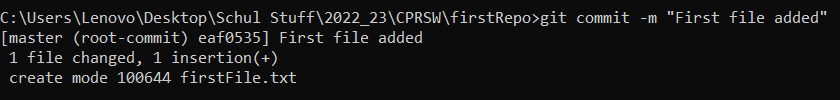 C:\Users\Lenovo\Desktop\Schul Stuff\2022_23\CPRSW\firstRepo>git commit -m "First file added"
[master (root-commit) eaf0535] First file added
 1 file changed, 1 insertion(+)
 create mode 100644 firstFile.txt